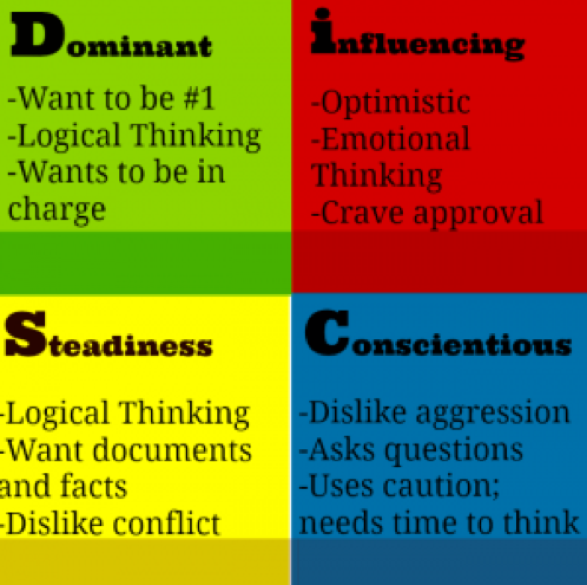 Dominant
-Want to be #1
-Logical Thinking
-Wants to be in
charge
influencing
-Optimistic
-Emotional
Thinking
-Crave approval
Steadiness
-Logical Thinking
-Want documents
and facts
-Dislike conflict
Conscientious
-Dislike aggression
-Asks questions
-Uses caution;
needs time to think